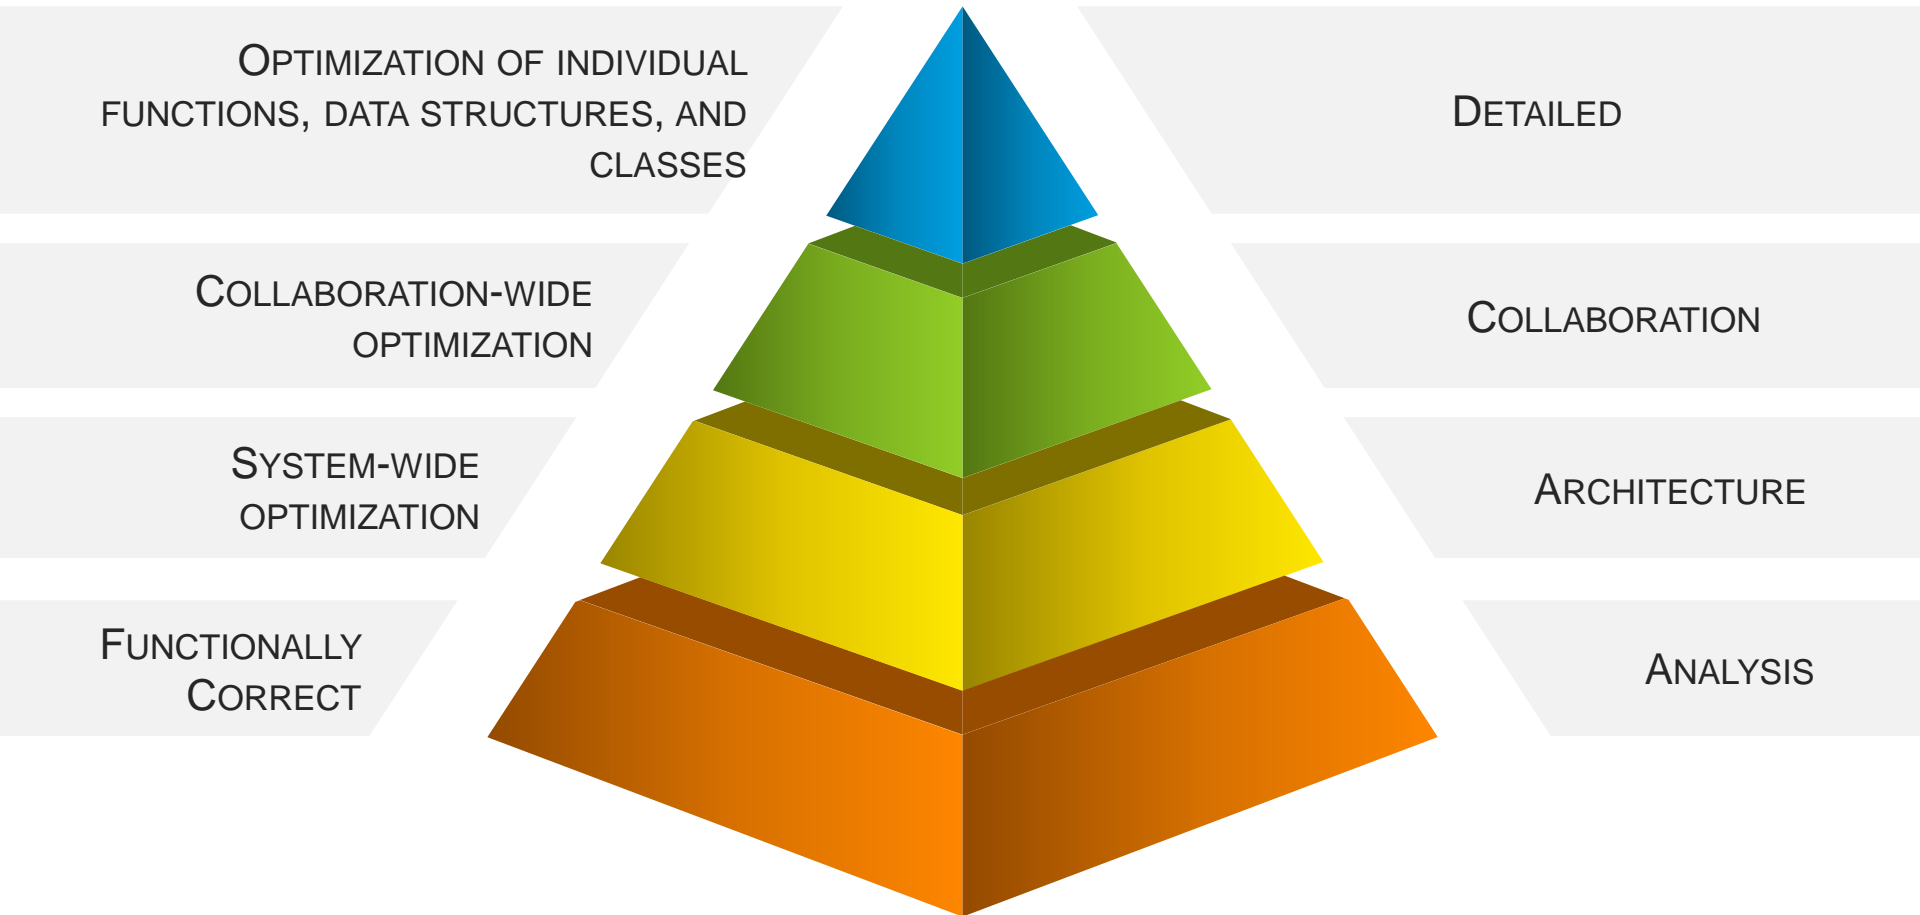 Optimization of individual
functions, data structures, and
classes
Detailed
Collaboration-wide
optimization
Collaboration
System-wide
optimization
Architecture
Functionally
Correct
Analysis